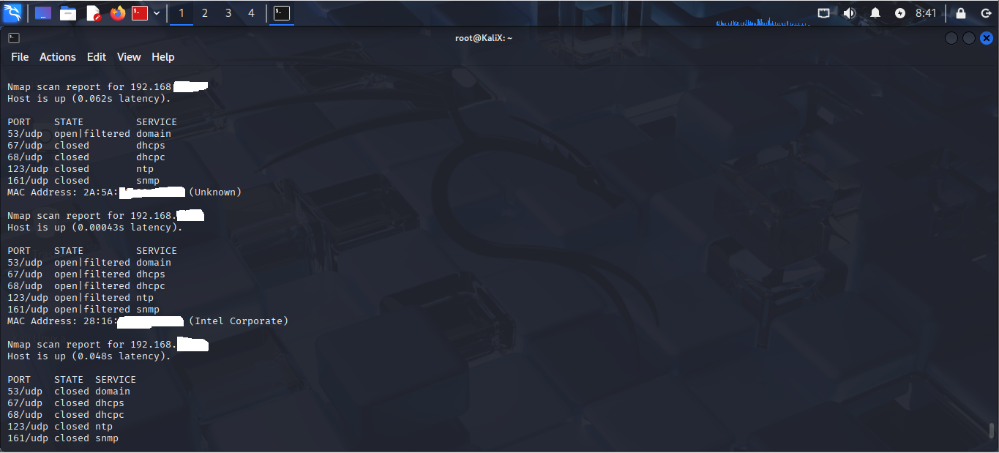 1 2 3 4 8:41
root@KaliX: ~
File Actions Edit View Help
Nmap scan report for 192.168
Host is up (0.062s latency).
PORT STATE SERVICE
53/udp open|filtered domain
67/udp closed dhcps
68/udp closed dhcpc
123/udp closed ntp
161/udp closed snmp
MAC Address: 2A:5A: (Unknown)
Nmap scan report for 192.168.
Host is up (0.00043s latency).
PORT STATE SERVICE
53/udp open|filtered domain
67/udp open|filtered dhcps
68/udp open|filtered dhcpc
123/udp open|filtered ntp
161/udp open|filtered snmp
MAC Address: 28:16: (Intel Corporate)
Nmap scan report for 192.168.
Host is up (0.048s latency).
PORT STATE SERVICE
53/udp closed domain
67/udp closed dhcps
68/udp closed dhcpc
123/udp closed ntp
161/udp closed snmp